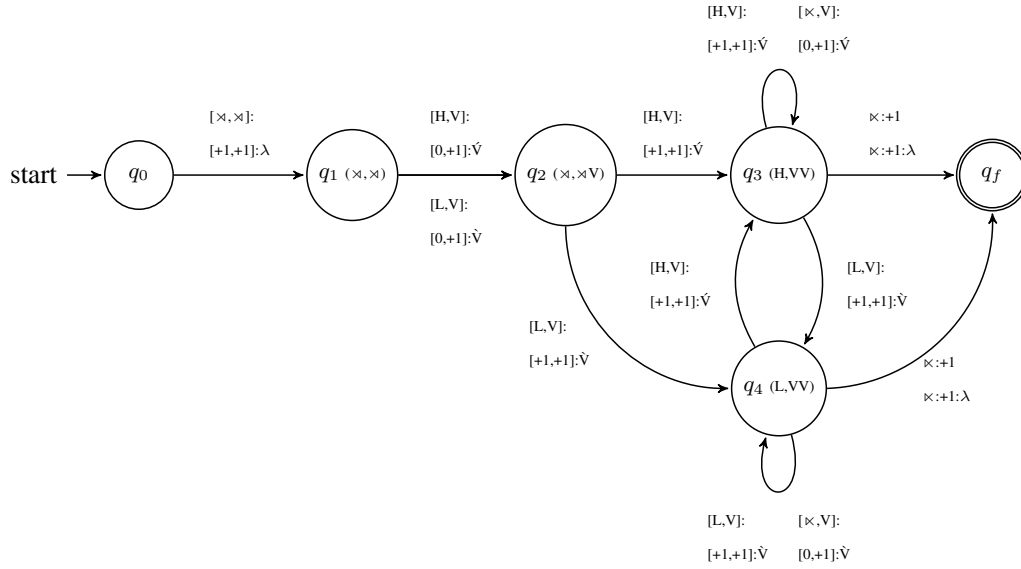 [H,V]: [⋉,V]:
[+1,+1]:V́ [0,+1]:V́
[⋊,⋊]: [H,V]: [H,V]: ⋉:+1
[+1,+1]:λ [0,+1]:V́ [+1,+1]:V́ ⋉:+1:λ
start q0 q1 (⋊,⋊) q2 (⋊,⋊V) q3 (H,VV) qf
[L,V]:
[0,+1]:V̀
[H,V]: [L,V]:
[+1,+1]:V́ [+1,+1]:V̀
[L,V]:
[+1,+1]:V̀
⋉:+1
⋉:+1:λ
q4 (L,VV)
[L,V]: [⋉,V]:
[+1,+1]:V̀ [0,+1]:V̀